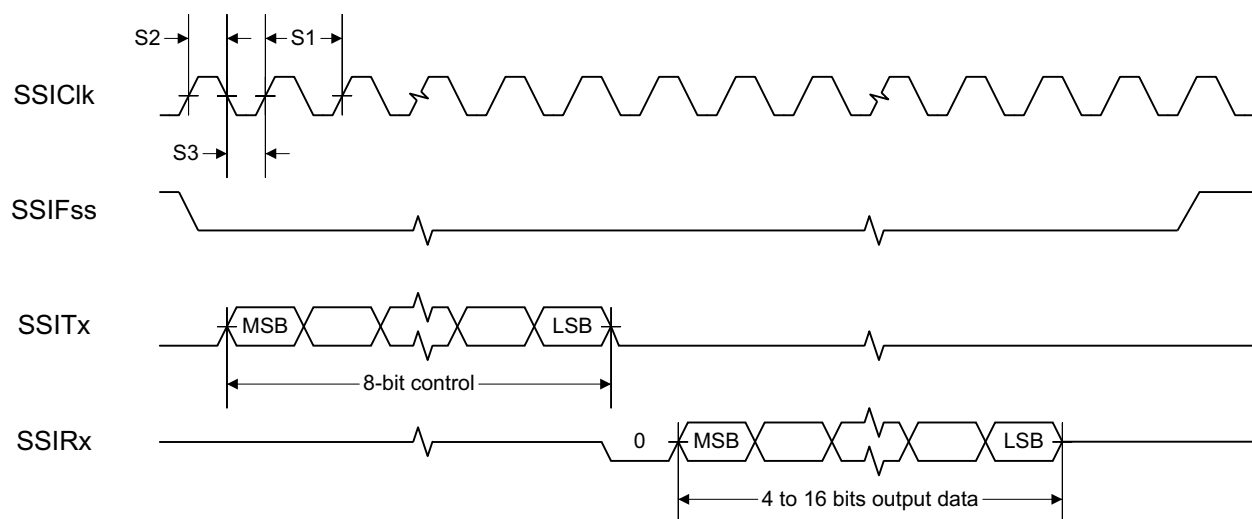 S2
S1
SSIClk
S3
SSIFss
SSITx
MSB
LSB
8-bit control
SSIRx
0
MSB
LSB
4 to 16 bits output data